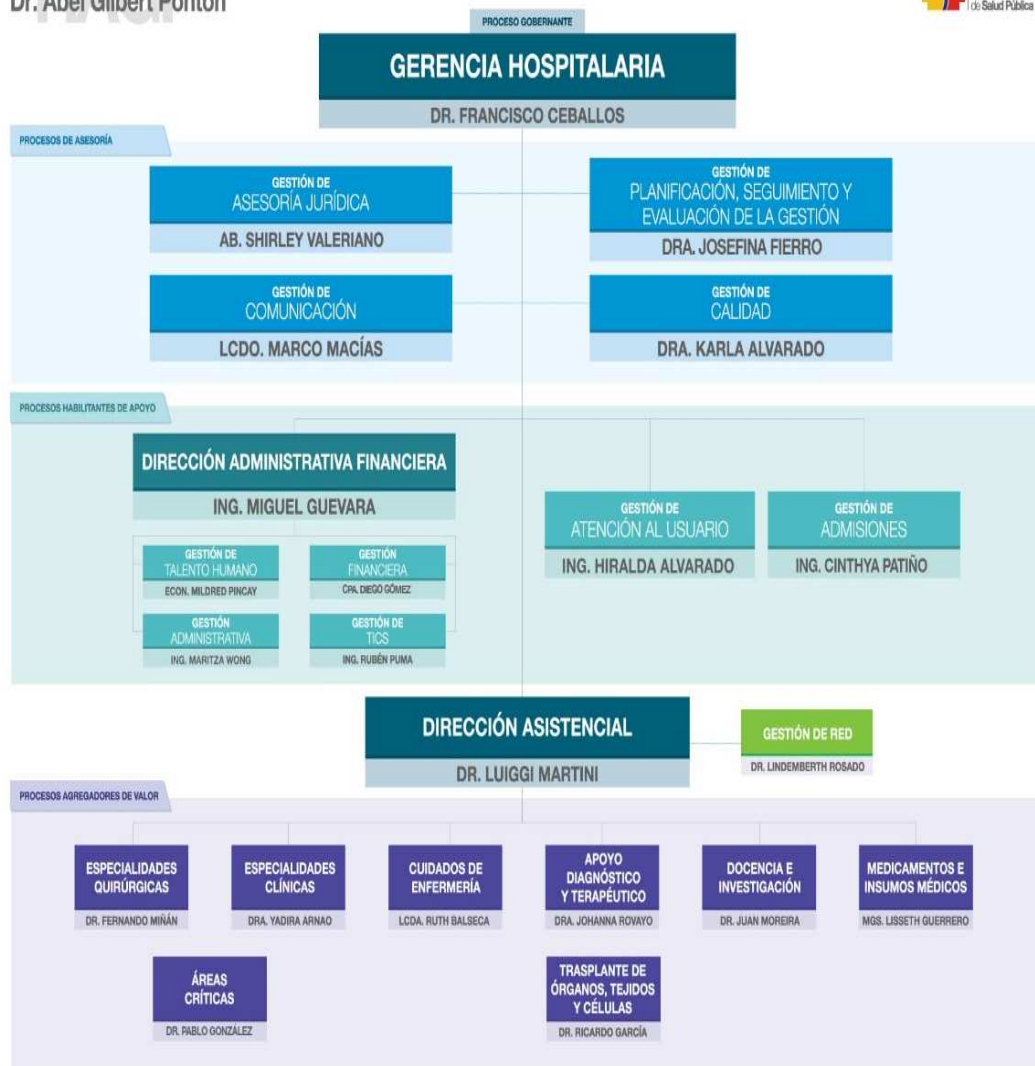 Dr. Abel Gilbert Pontón
de Salud Pública
PROCESO GOBERNANTE
GERENCIA HOSPITALARIA
DR. FRANCISCO CEBALLOS
PROCESOS DE ASESORÍA
GESTIÓN DE
ASESORÍA JURÍDICA
AB. SHIRLEY VALERIANO
GESTIÓN DE
PLANIFICACIÓN, SEGUIMIENTO Y
EVALUACIÓN DE LA GESTIÓN
DRA. JOSEFINA FIERRO
GESTIÓN DE
COMUNICACIÓN
LCDO. MARCO MACÍAS
GESTIÓN DE
CALIDAD
DRA. KARLA ALVARADO
PROCESOS HABILITANTES DE APOYO
DIRECCIÓN ADMINISTRATIVA FINANCIERA
ING. MIGUEL GUEVARA
GESTIÓN DE
TALENTO HUMANO
ECON. MILDRED PINCAY
GESTIÓN
FINANCIERA
CPA. DIEGO GÓMEZ
GESTIÓN
ADMINISTRATIVA
ING. MARITZA WONG
GESTIÓN DE
TICS
ING. RUBÉN PUMA
GESTIÓN DE
ATENCIÓN AL USUARIO
ING. HIRALDA ALVARADO
GESTIÓN DE
ADMISIONES
ING. CINTHYA PATIÑO
DIRECCIÓN ASISTENCIAL
DR. LUIGGI MARTINI
GESTIÓN DE RED
DR. LINDEMBERTH ROSADO
PROCESOS AGREGADORES DE VALOR
ESPECIALIDADES
QUIRÚRGICAS
DR. FERNANDO MIÑÁN
ESPECIALIDADES
CLÍNICAS
DRA. YADIRA ARNAO
CUIDADOS DE
ENFERMERÍA
LCDA. RUTH BALSECA
APOYO
DIAGNÓSTICO
Y TERAPÉUTICO
DRA. JOHANNA ROVAYO
DOCENCIA E
INVESTIGACIÓN
DR. JUAN MOREIRA
MEDICAMENTOS E
INSUMOS MÉDICOS
MGS. LISSETH GUERRERO
ÁREAS
CRÍTICAS
DR. PABLO GONZÁLEZ
TRASPLANTE DE
ÓRGANOS, TEJIDOS
Y CÉLULAS
DR. RICARDO GARCÍA